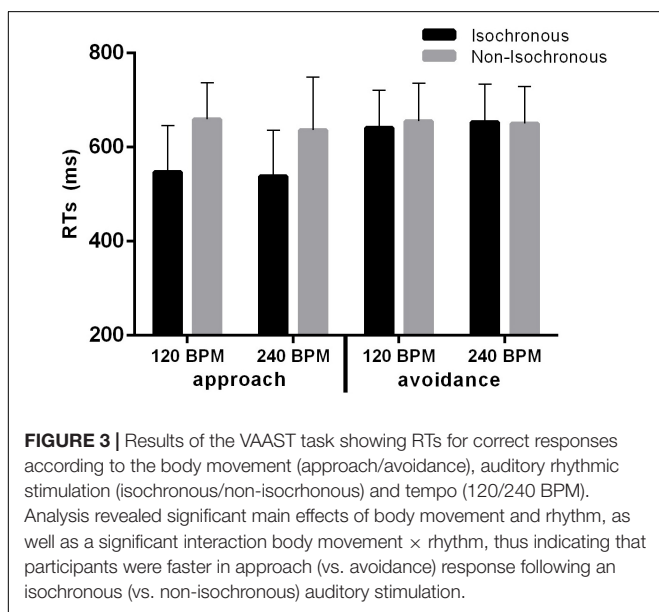 Isochronous
Non-Isochronous
800
600
400
200
RTs (ms)
120 BPM 240 BPM 120 BPM 240 BPM
approach avoidance
FIGURE 3 | Results of the VAAST task showing RTs for correct responses
according to the body movement (approach/avoidance), auditory rhythmic
stimulation (isochronous/non-isocrhonous) and tempo (120/240 BPM).
Analysis revealed significant main effects of body movement and rhythm, as
well as a significant interaction body movement × rhythm, thus indicating that
participants were faster in approach (vs. avoidance) response following an
isochronous (vs. non-isochronous) auditory stimulation.